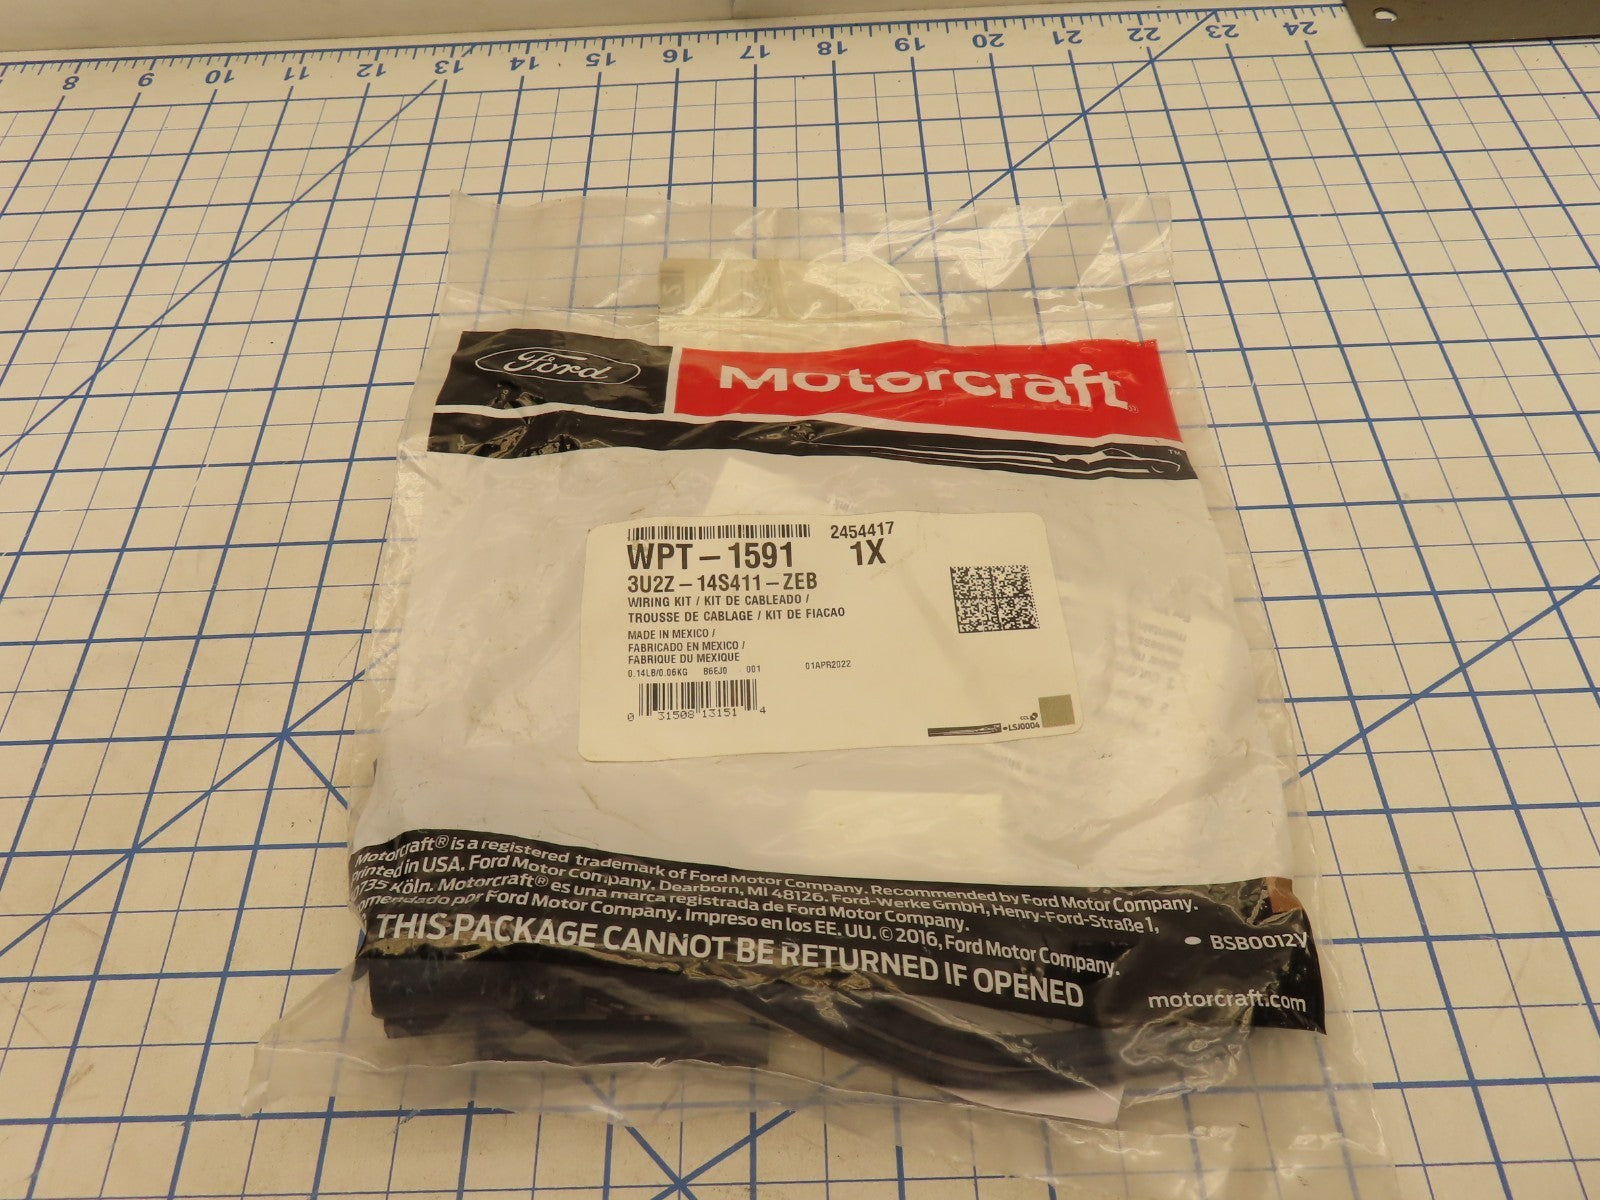 8 9 10 11 12 13 14 15 16 17 18 19 20 21 22 23 24
Ford Motorcraft®
TM
2454417
WPT-1591 1X
3U2Z-14S411-ZEB
WIRING KIT / KIT DE CABLEADO /
TROUSSE DE CABLAGE / KIT DE FIACAO
MADE IN MEXICO /
FABRICADO EN MEXICO /
FABRIQUE DU MEXIQUE
0.14LB/0.06KG B6EJ0 001 01APR2022
0 31508 13151 4
CCL
LSJ0004
Motorcraft® is a registered trademark of Ford Motor Company. Recommended by Ford Motor Company.
Printed in USA. Ford Motor Company. Dearborn, MI 48126. Ford-Werke GmbH, Henry-Ford-Straße 1,
0735 Köln. Motorcraft® es una marca registrada de Ford Motor Company.
omendado por Ford Motor Company. Impreso en los EE. UU. © 2016, Ford Motor Company.
BSB0012V
THIS PACKAGE CANNOT BE RETURNED IF OPENED
motorcraft.com